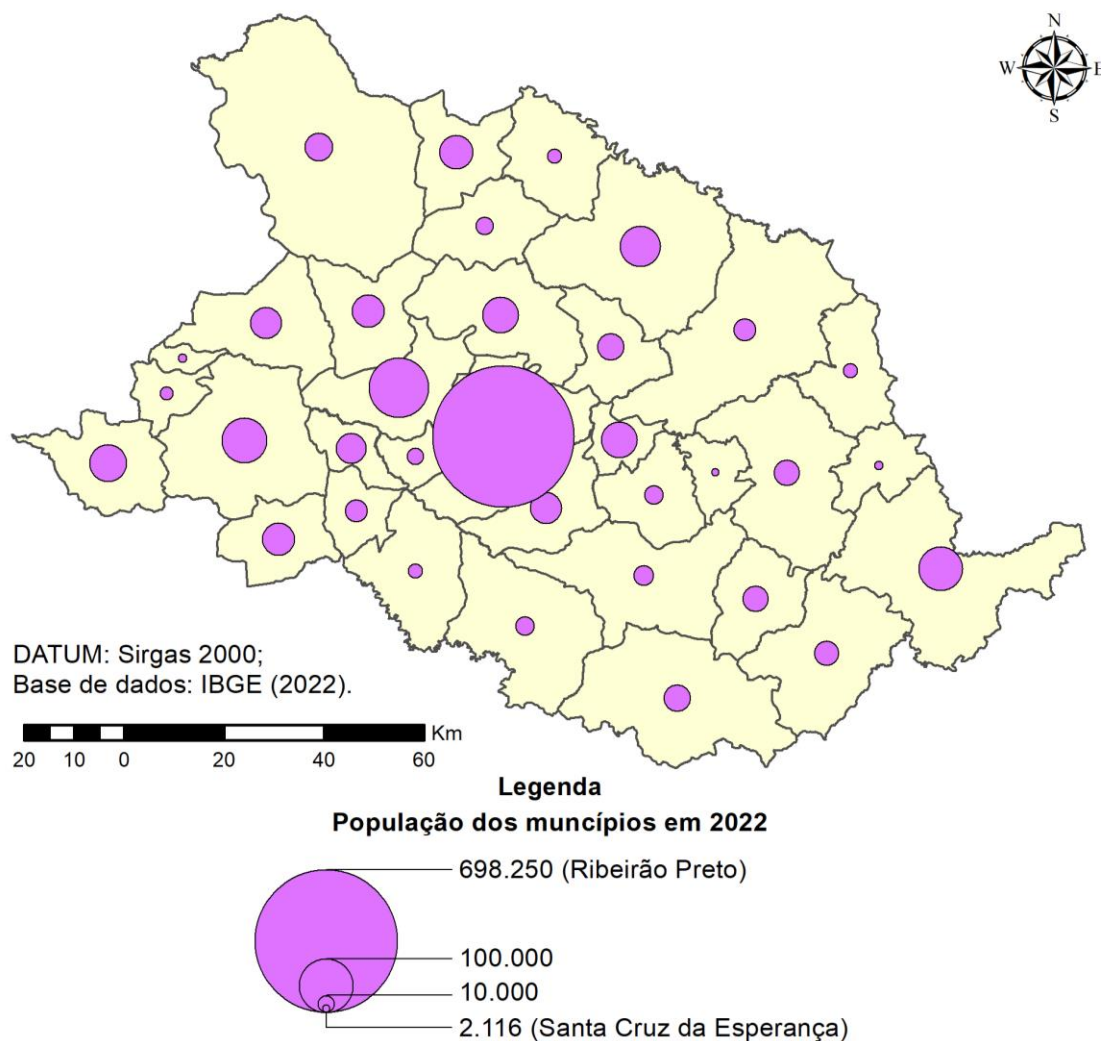 N
W E
S
DATUM: Sirgas 2000;
Base de dados: IBGE (2022).
Km
20 10 0 20 40 60
Legenda
População dos muncípios em 2022
698.250 (Ribeirão Preto)
100.000
10.000
2.116 (Santa Cruz da Esperança)